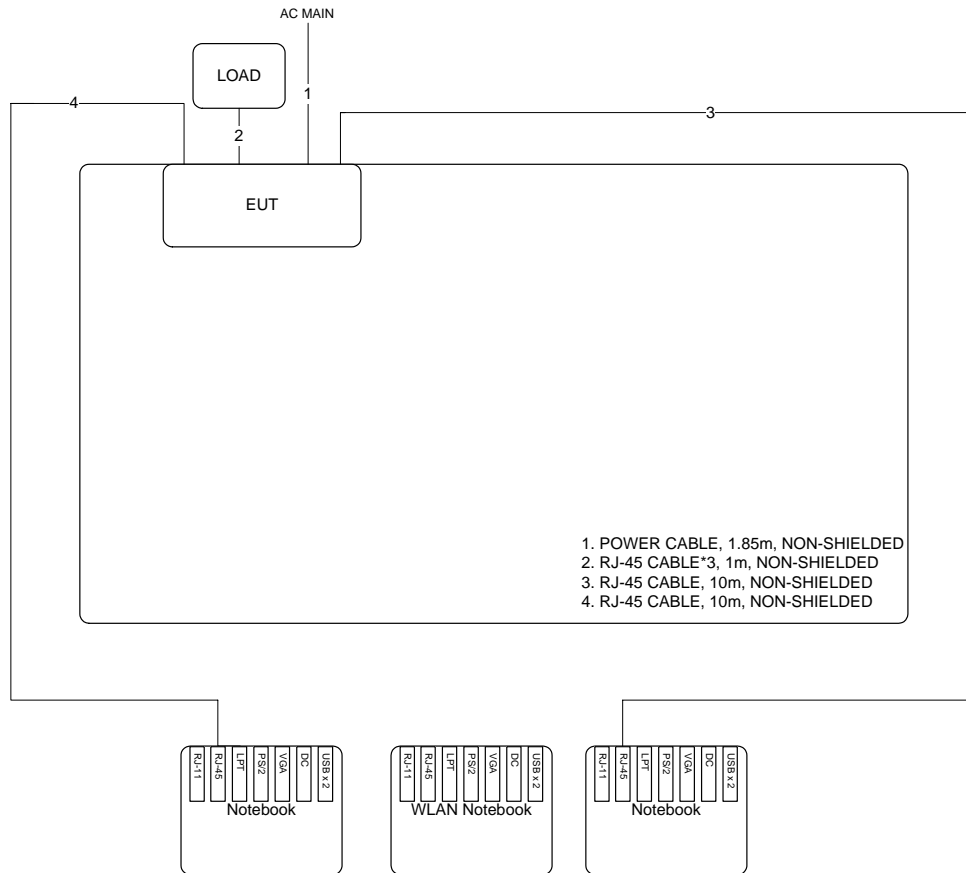 AC MAIN
LOAD
1
4
3
2
EUT
1. POWER CABLE, 1.85m, NON-SHIELDED
2. RJ-45 CABLE*3, 1m, NON-SHIELDED
3. RJ-45 CABLE, 10m, NON-SHIELDED
4. RJ-45 CABLE, 10m, NON-SHIELDED
RJ-11
RJ-45
LPT
PS/2
VGA
DC
USB x 2
Notebook
RJ-11
RJ-45
LPT
PS/2
VGA
DC
USB x 2
WLAN Notebook
RJ-11
RJ-45
LPT
PS/2
VGA
DC
USB x 2
Notebook